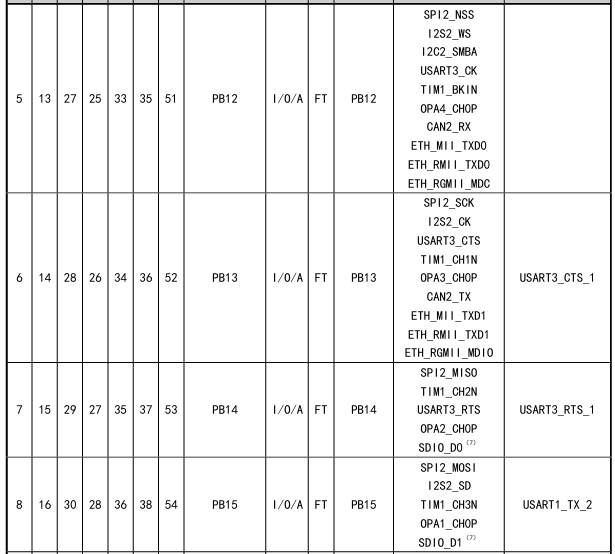 SPI2_NSS
I2S2_WS
I2C2_SMBA
USART3_CK
5 13 27 25 33 35 51 PB12 I/O/A FT PB12 TIM1_BKIN
OPA4_CHOP
CAN2_RX
ETH_MII_TXD0
ETH_RMII_TXD0
ETH_RGMII_MDC
SPI2_SCK
I2S2_CK
USART3_CTS
TIM1_CH1N
6 14 28 26 34 36 52 PB13 I/O/A FT PB13 OPA3_CHOP USART3_CTS_1
CAN2_TX
ETH_MII_TXD1
ETH_RMII_TXD1
ETH_RGMII_MDIO
SPI2_MISO
TIM1_CH2N
7 15 29 27 35 37 53 PB14 I/O/A FT PB14 USART3_RTS USART3_RTS_1
OPA2_CHOP
SDIO_D0 (7)
SPI2_MOSI
I2S2_SD
8 16 30 28 36 38 54 PB15 I/O/A FT PB15 TIM1_CH3N USART1_TX_2
OPA1_CHOP
SDIO_D1 (7)